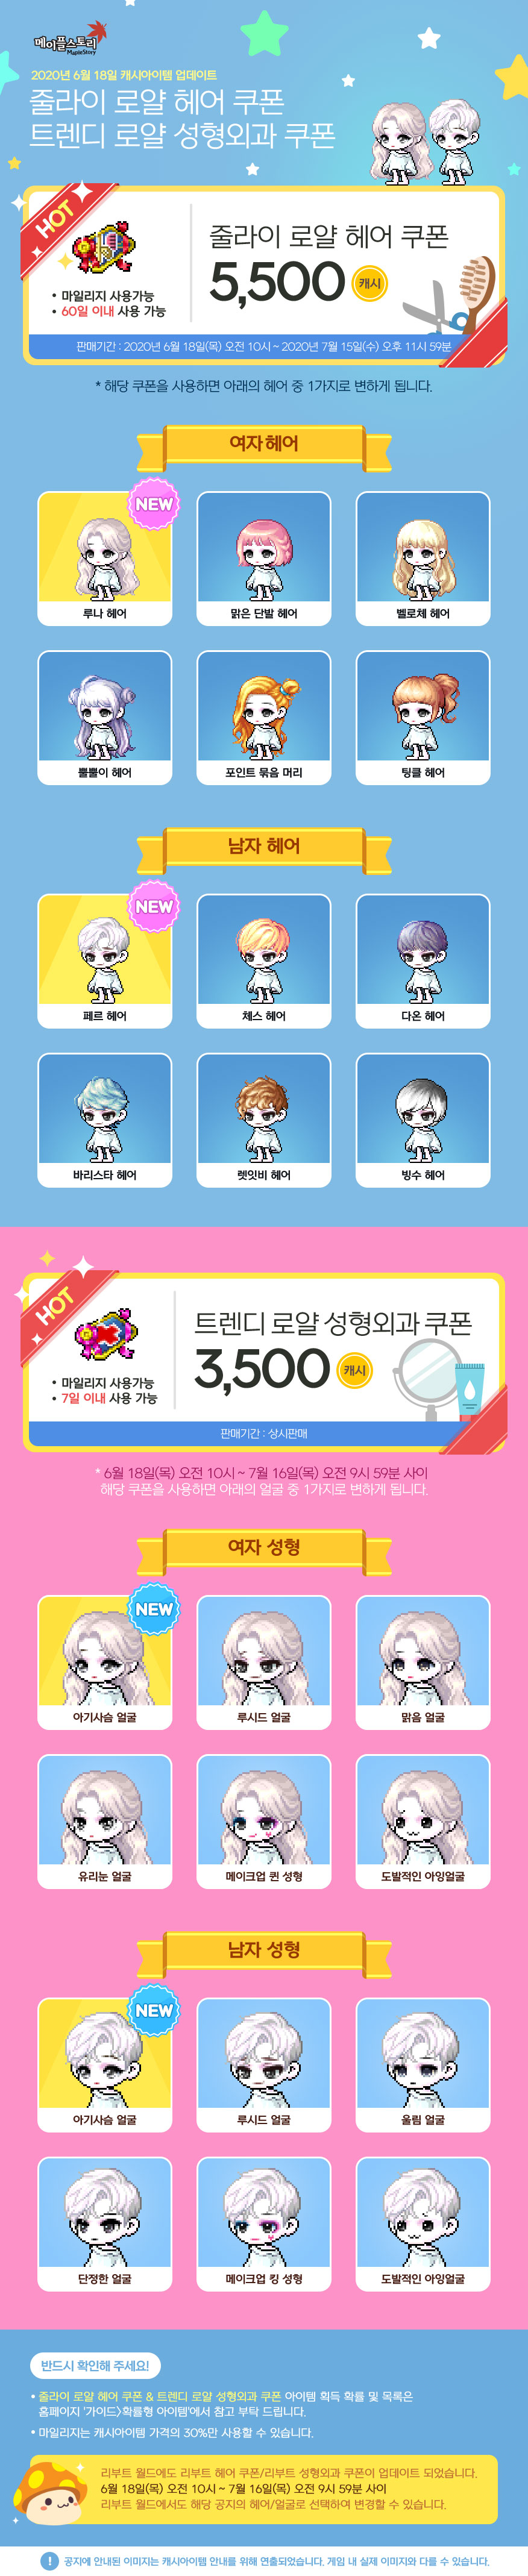 메이플스토리
MapleStory
2020년 6월 18일 캐시아이템 업데이트
줄라이 로얄 헤어 쿠폰
트렌디 로얄 성형외과 쿠폰
HOT
줄라이 로얄 헤어 쿠폰
5,500 캐시
• 마일리지 사용가능
• 60일 이내 사용 가능
판매기간 : 2020년 6월 18일(목) 오전 10시 ~ 2020년 7월 15일(수) 오후 11시 59분
* 해당 쿠폰을 사용하면 아래의 헤어 중 1가지로 변하게 됩니다.
여자 헤어
NEW
루나 헤어
맑은 단발 헤어
벨로체 헤어
뿔뿔이 헤어
포인트 묶음 머리
팅클 헤어
남자 헤어
NEW
페르 헤어
체스 헤어
다온 헤어
바리스타 헤어
렛잇비 헤어
빙수 헤어
HOT
트렌디 로얄 성형외과 쿠폰
3,500 캐시
• 마일리지 사용가능
• 7일 이내 사용 가능
판매기간 : 상시판매
* 6월 18일(목) 오전 10시 ~ 7월 16일(목) 오전 9시 59분 사이
해당 쿠폰을 사용하면 아래의 얼굴 중 1가지로 변하게 됩니다.
여자 성형
NEW
아기사슴 얼굴
루시드 얼굴
맑음 얼굴
유리눈 얼굴
메이크업 퀸 성형
도발적인 아잉얼굴
남자 성형
NEW
아기사슴 얼굴
루시드 얼굴
울림 얼굴
단정한 얼굴
메이크업 킹 성형
도발적인 아잉얼굴
반드시 확인해 주세요!
• 줄라이 로얄 헤어 쿠폰 & 트렌디 로얄 성형외과 쿠폰 아이템 획득 확률 및 목록은
홈페이지 '가이드>확률형 아이템'에서 참고 부탁 드립니다.
• 마일리지는 캐시아이템 가격의 30%만 사용할 수 있습니다.
리부트 월드에도 리부트 헤어 쿠폰/리부트 성형외과 쿠폰이 업데이트 되었습니다.
6월 18일(목) 오전 10시 ~ 7월 16일(목) 오전 9시 59분 사이
리부트 월드에서도 해당 공지의 헤어/얼굴로 선택하여 변경할 수 있습니다.
! 공지에 안내된 이미지는 캐시아이템 안내를 위해 연출되었습니다. 게임 내 실제 이미지와 다를 수 있습니다.